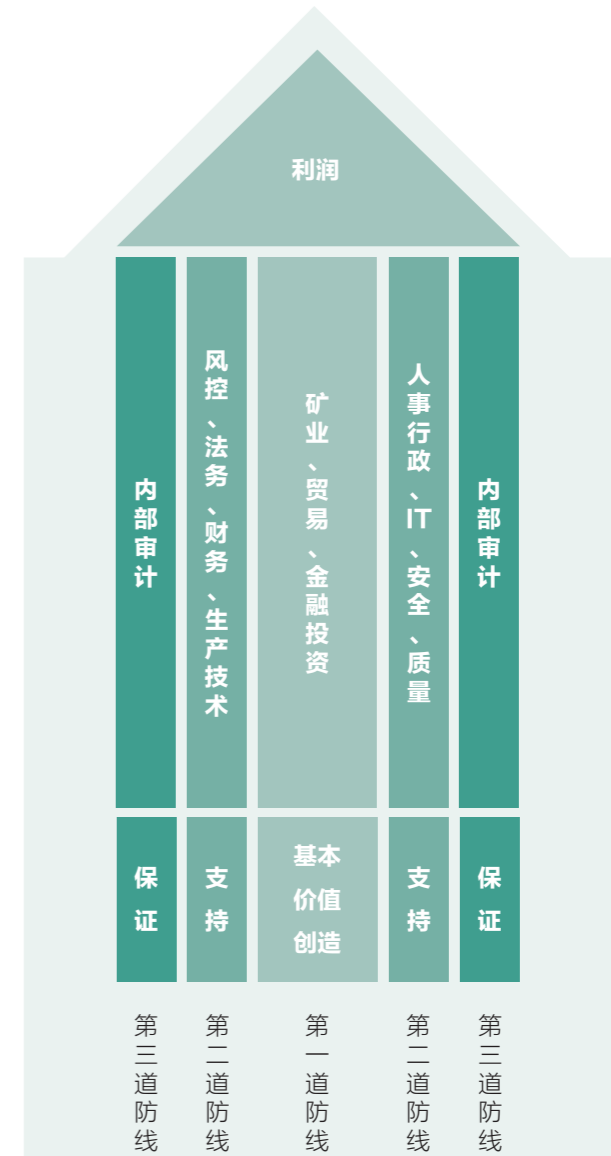 利润
内部审计
风控、法务、财务、生产技术
矿业、贸易、金融投资
人事行政、IT、安全、质量
内部审计
保证
支持
基本
价值
创造
支持
保证
第三道防线
第二道防线
第一道防线
第二道防线
第三道防线